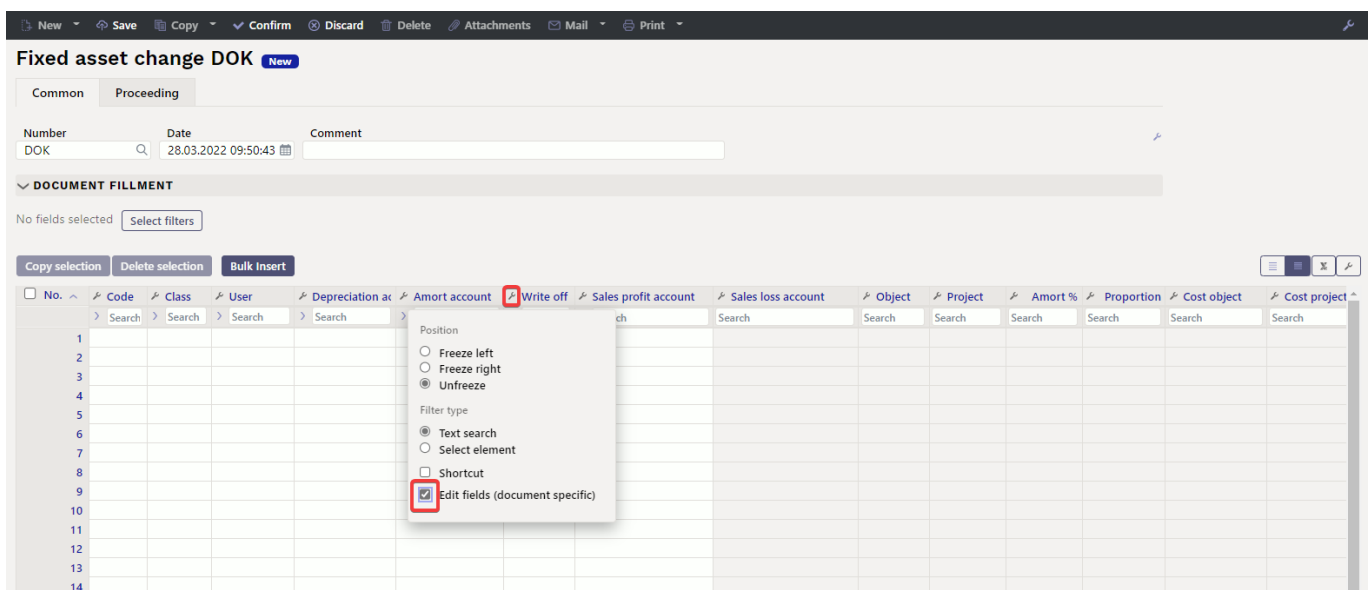 New Save Copy Confirm Discard Delete Attachments Mail Print
Fixed asset change DOK New
Common Proceeding
Number Date Comment
DOK 28.03.2022 09:50:43
DOCUMENT FILLMENT
No fields selected Select filters
Copy selection Delete selection Bulk Insert
No. Code Class User Depreciation ac Amort account Write off Sales profit account Sales loss account Object Project Amort % Proportion Cost object Cost project
Search Search Search Search ch Search Search Search Search Search Search Search
1
2
3
4
5
6
7
8
9
10
11
12
13
14
Position
Freeze left
Freeze right
Unfreeze
Filter type
Text search
Select element
Shortcut
Edit fields (document specific)